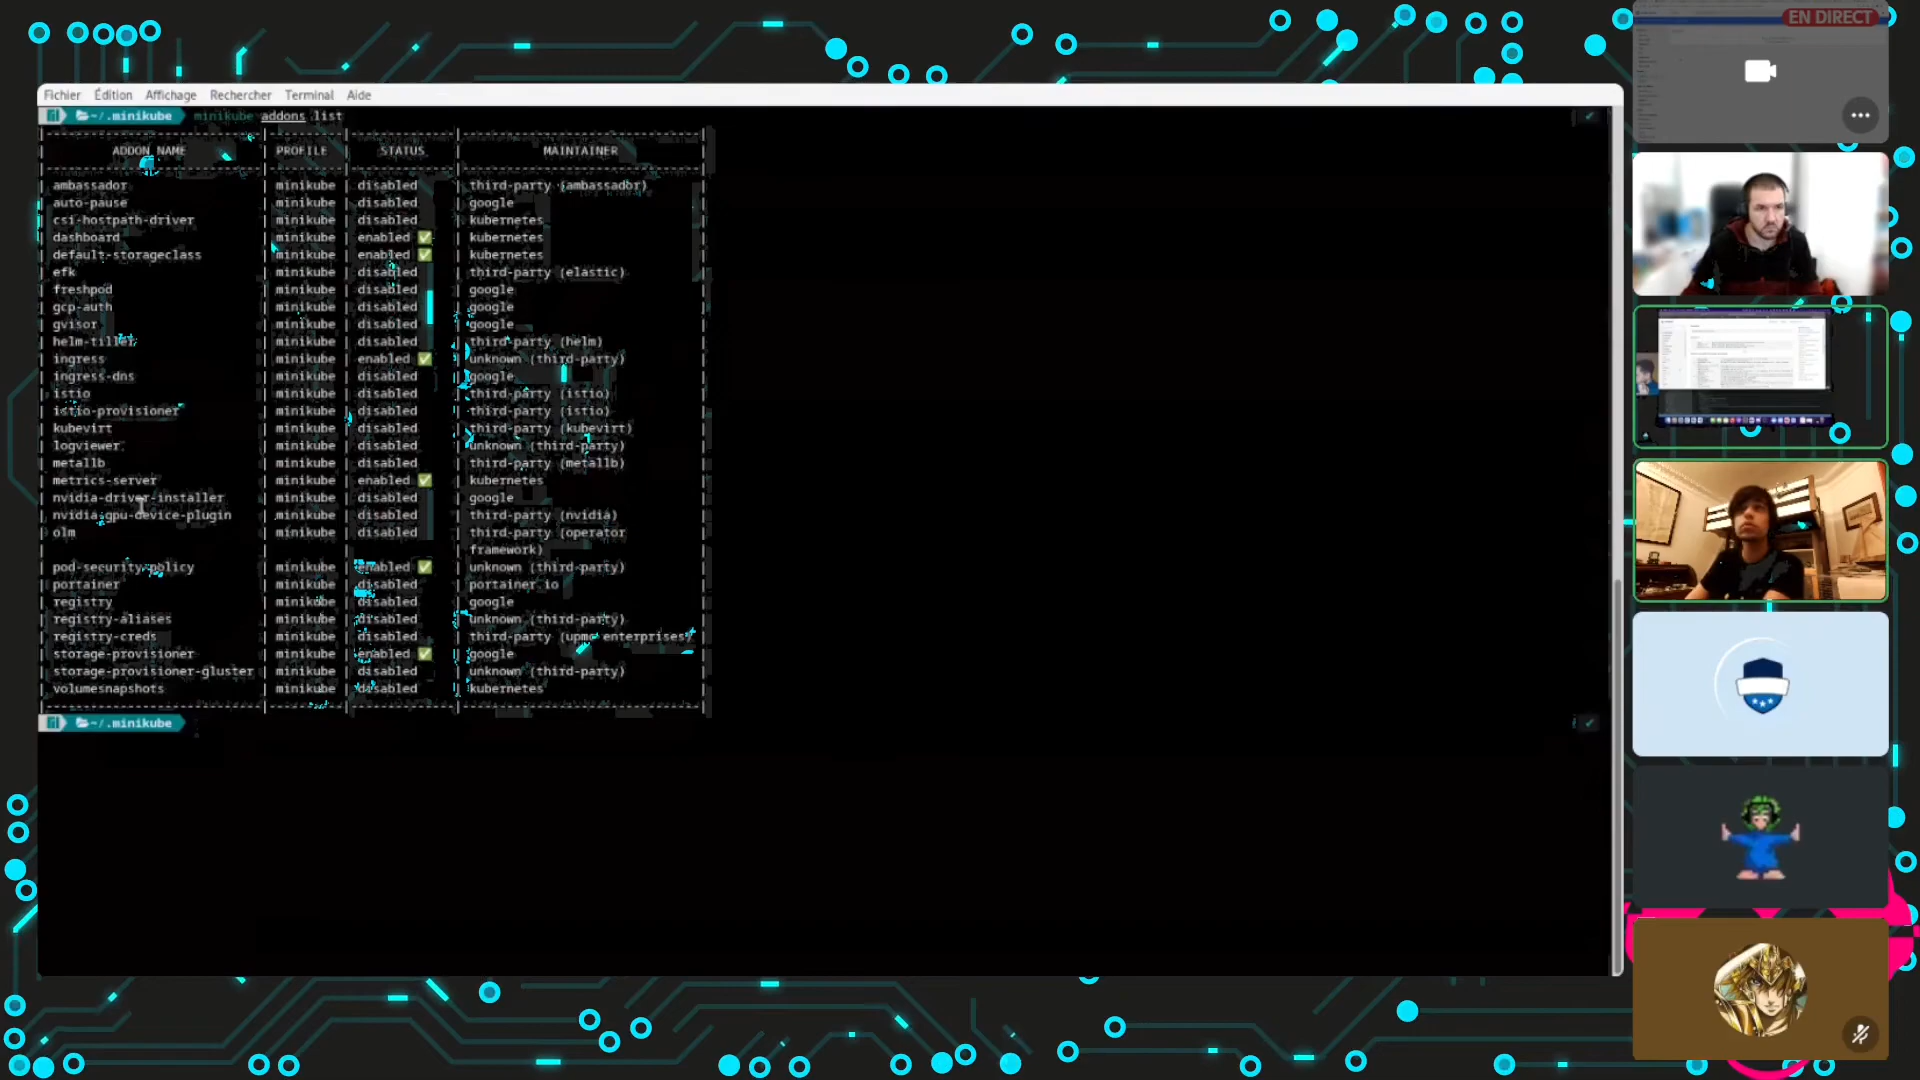 EN DIRECT
Fichier Édition Affichage Rechercher Terminal Aide
~/.minikube minikube addons list
ADDON NAME PROFILE STATUS MAINTAINER
ambassador minikube disabled third-party (ambassador)
auto-pause minikube disabled google
csi-hostpath-driver minikube disabled kubernetes
dashboard minikube enabled ✅ kubernetes
default-storageclass minikube enabled ✅ kubernetes
efk minikube disabled third-party (elastic)
freshpod minikube disabled google
gcp-auth minikube disabled google
gvisor minikube disabled google
helm-tiller minikube disabled third-party (helm)
ingress minikube enabled ✅ unknown (third-party)
ingress-dns minikube disabled google
istio minikube disabled third-party (istio)
istio-provisioner minikube disabled third-party (istio)
kubevirt minikube disabled third-party (kubevirt)
logviewer minikube disabled unknown (third-party)
metallb minikube disabled third-party (metallb)
metrics-server minikube enabled ✅ kubernetes
nvidia-driver-installer minikube disabled google
nvidia-gpu-device-plugin minikube disabled third-party (nvidia)
olm minikube disabled third-party (operator
framework)
pod-security-policy minikube enabled ✅ unknown (third-party)
portainer minikube disabled portainer.io
registry minikube disabled google
registry-aliases minikube disabled unknown (third-party)
registry-creds minikube disabled third-party (upmc enterprises)
storage-provisioner minikube enabled ✅ google
storage-provisioner-gluster minikube disabled unknown (third-party)
volumesnapshots minikube disabled kubernetes
~/.minikube